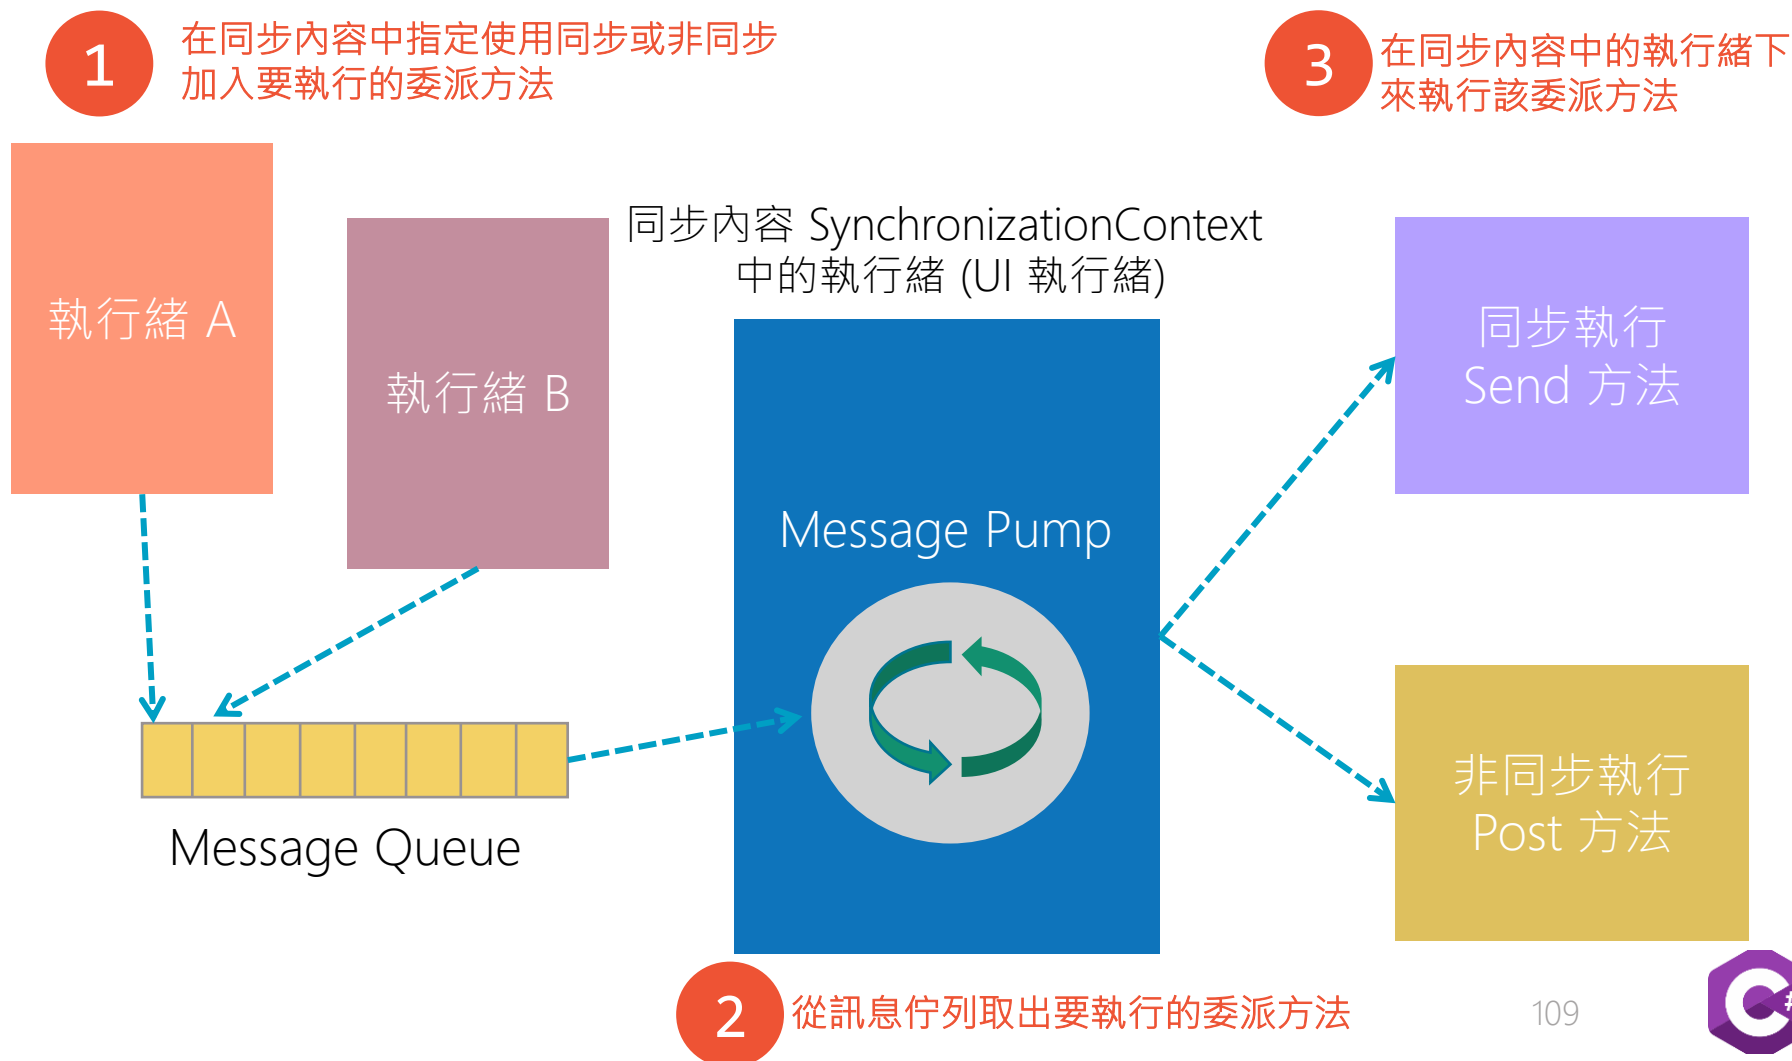 1
在同步內容中指定使用同步或非同步
加入要執行的委派方法
3
在同步內容中的執行緒下
來執行該委派方法
執行緒 A
執行緒 B
同步內容 SynchronizationContext
中的執行緒 (UI 執行緒)
Message Pump
同步執行
Send 方法
非同步執行
Post 方法
Message Queue
2
從訊息佇列取出要執行的委派方法
109
C#